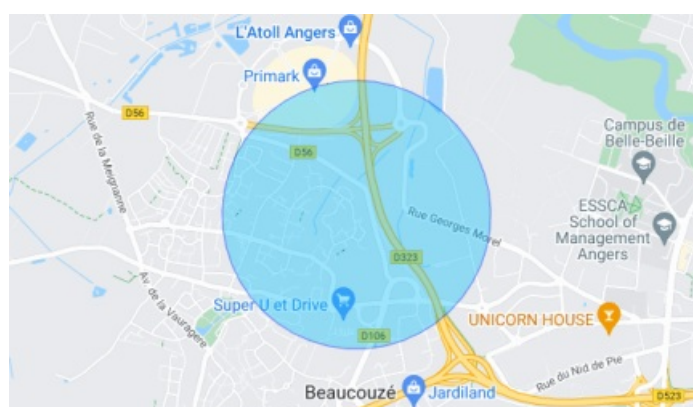 L'Atoll Angers
Primark
D56
Rue de la Meignanne
D56
Campus de
Belle-Beille
ESSCA
School of
Management
Angers
Rue Georges Morel
D323
Av. de la Vauragère
Super U et Drive
UNICORN HOUSE
D106
Rue du Nid de Pie
Beaucouzé
Jardiland
D523